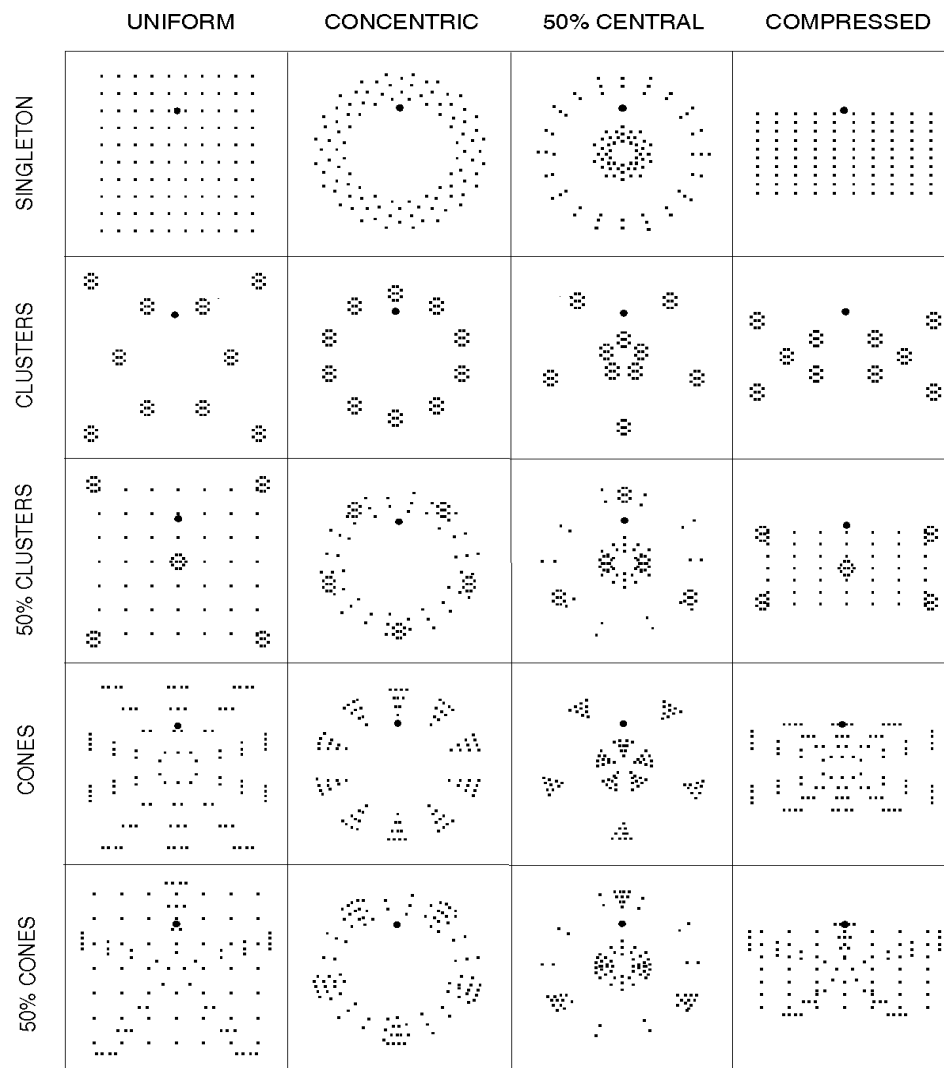 UNIFORM CONCENTRIC 50% CENTRAL COMPRESSED
SINGLETON
CLUSTERS
50% CLUSTERS
CONES
50% CONES